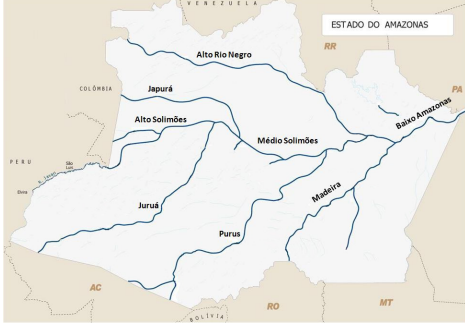 VENEZUELA
ESTADO DO AMAZONAS
RR
Alto Rio Negro
COLÔMBIA
Japurá
PA
Baixo Amazonas
Alto Solimões
Médio Solimões
PERU
São
Madeira
Juruá
Purus
AC
RO
MT
BOLÍVIA